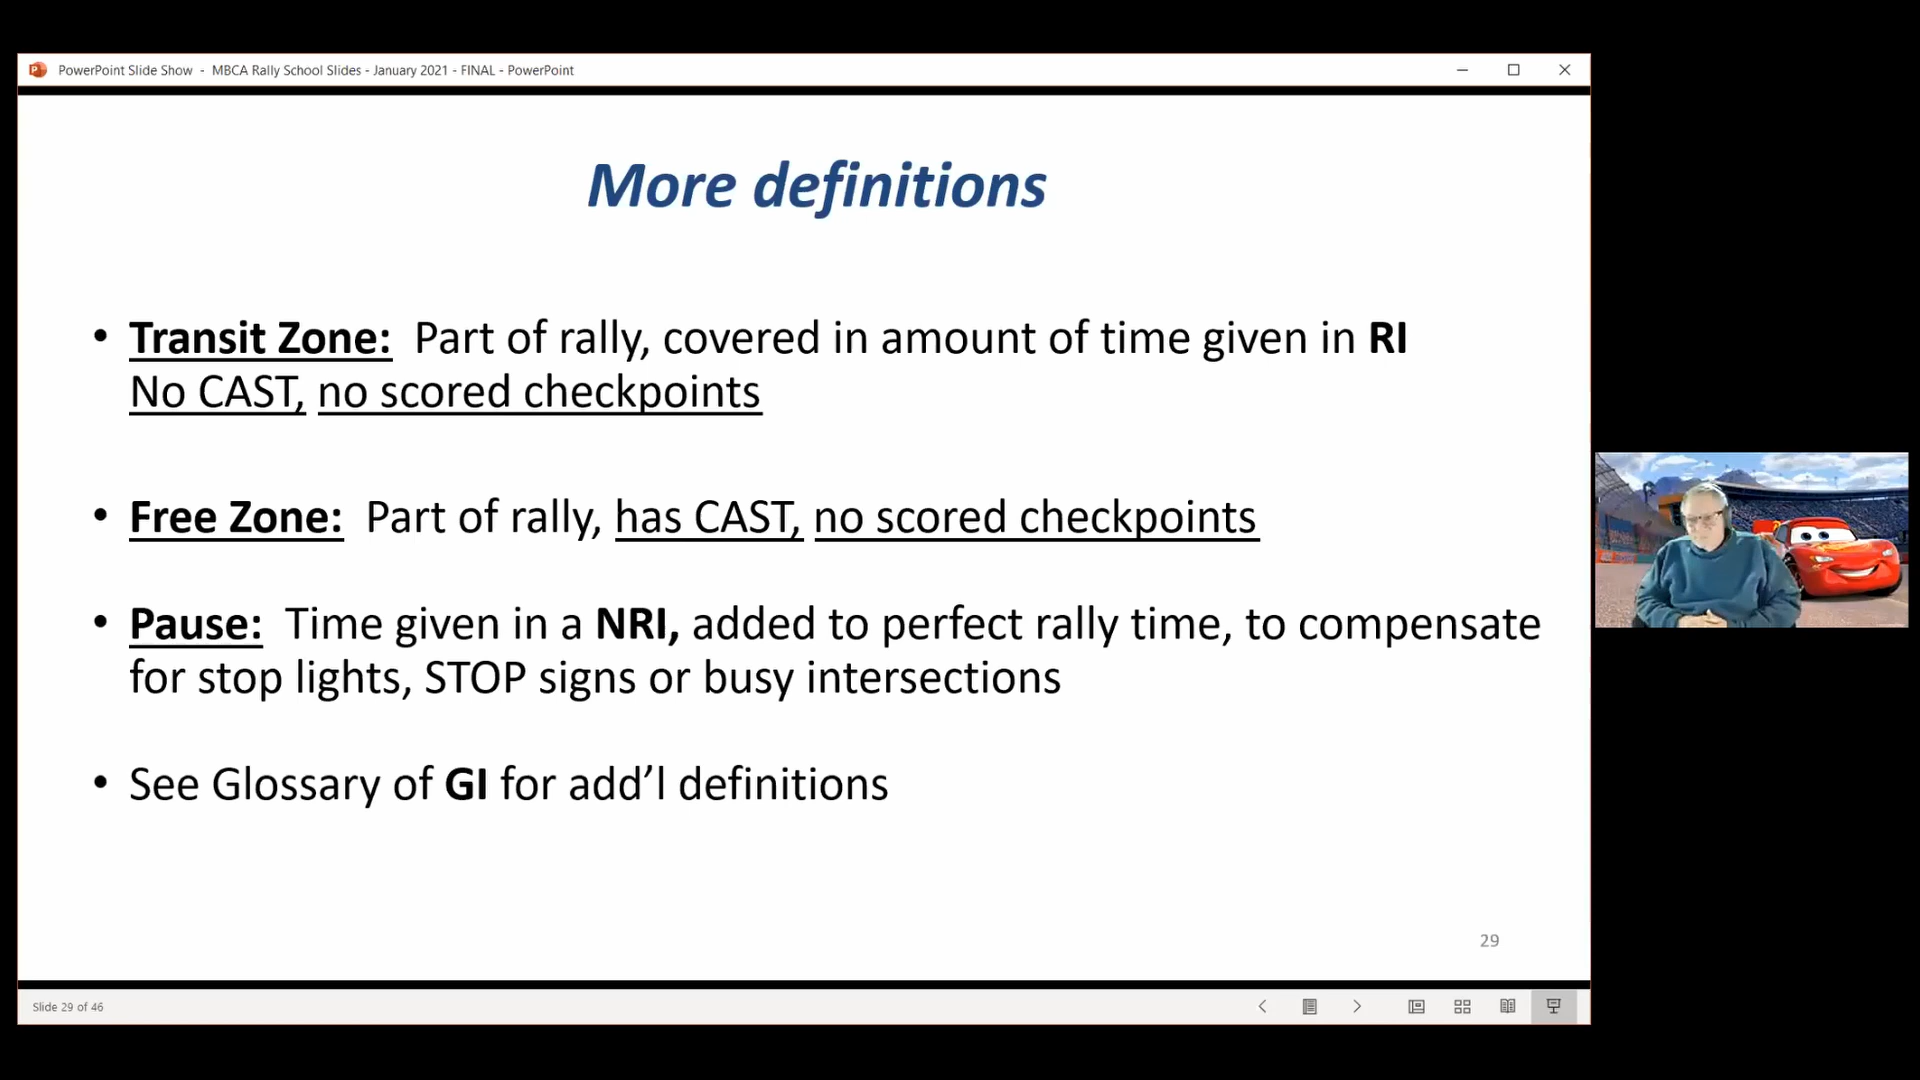 PowerPoint Slide Show - MBCA Rally School Slides - January 2021 - FINAL - PowerPoint
More definitions
• Transit Zone: Part of rally, covered in amount of time given in RI
No CAST, no scored checkpoints
• Free Zone: Part of rally, has CAST, no scored checkpoints
• Pause: Time given in a NRI, added to perfect rally time, to compensate
for stop lights, STOP signs or busy intersections
• See Glossary of GI for add’l definitions
29
Slide 29 of 46